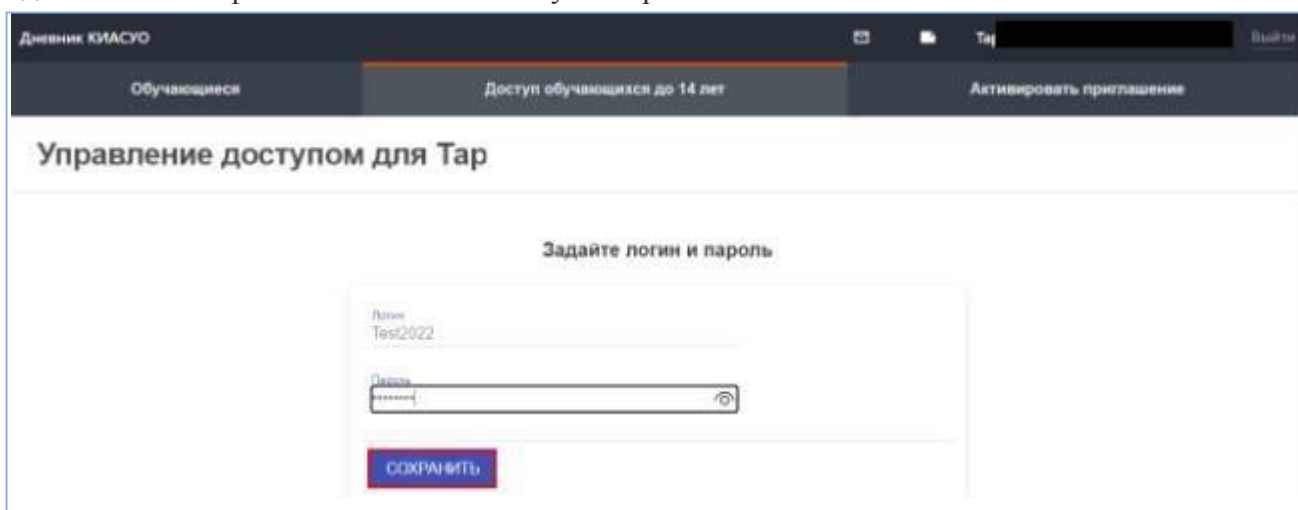 Дневник КИАСУО
Тар
Выйти
Обучающиеся
Доступ обучающихся до 14 лет
Активировать приглашение
Управление доступом для Тар
Задайте логин и пароль
Логин
Test2022
Пароль
СОХРАНИТЬ